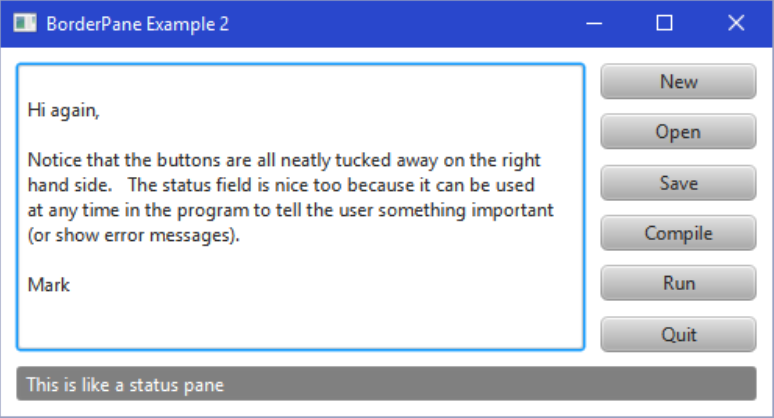 BorderPane Example 2
Hi again,
Notice that the buttons are all neatly tucked away on the right
hand side.   The status field is nice too because it can be used
at any time in the program to tell the user something important
(or show error messages).
Mark
New
Open
Save
Compile
Run
Quit
This is like a status pane